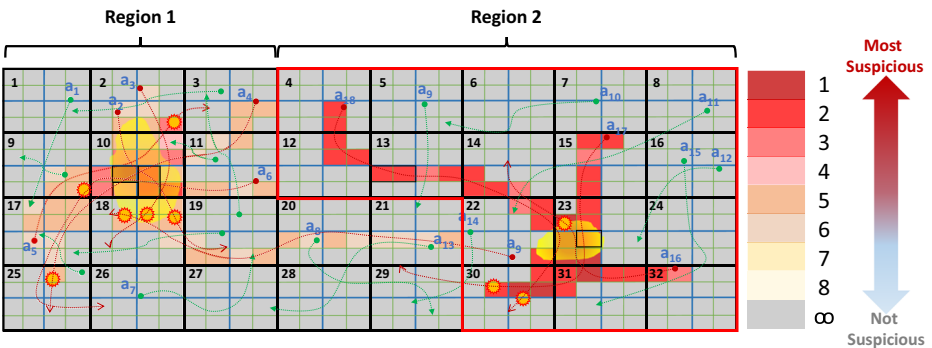 Region 1
Region 2
Most
Suspicious
1 2 3 4 5 6 7 8
a1 a2 a3 a4 a18 a9 a10 a11
9 10 11 12 13 14 15 16
a6 a17 a15 a12
17 18 19 20 21 22 23 24
a5 a8 a13 a14 a9
25 26 27 28 29 30 31 32
a7 a16
1
2
3
4
5
6
7
8
∞
Not
Suspicious